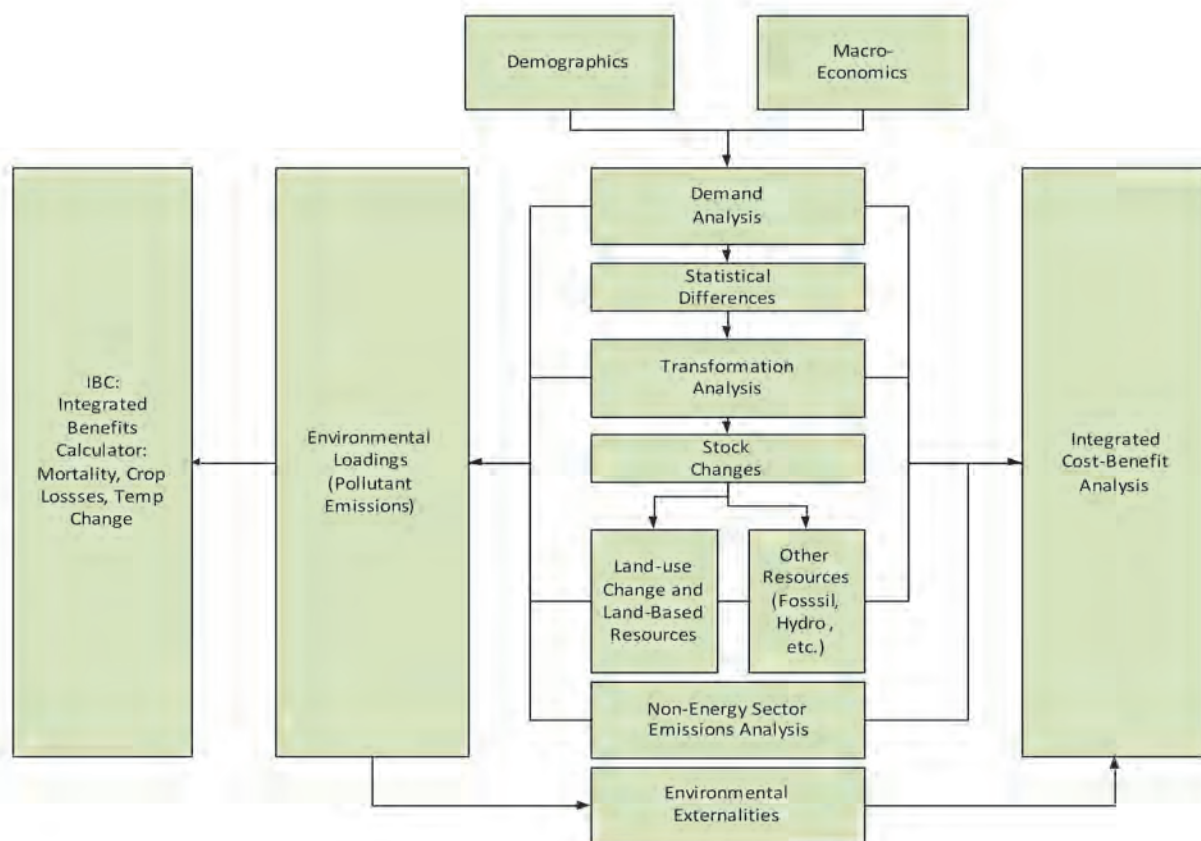 Demographics
Macro-
Economics
Demand
Analysis
Statistical
Differences
Transformation
Analysis
Stock
Changes
IBC:
Integrated
Benefits
Calculator:
Mortality, Crop
Lossses, Temp
Change
Environmental
Loadings
(Pollutant
Emissions)
Integrated
Cost-Benefit
Analysis
Land-use
Change and
Land-Based
Resources
Other
Resources
(Fosssil,
Hydro ,
etc.)
Non-Energy Sector
Emissions Analysis
Environmental
Externalities